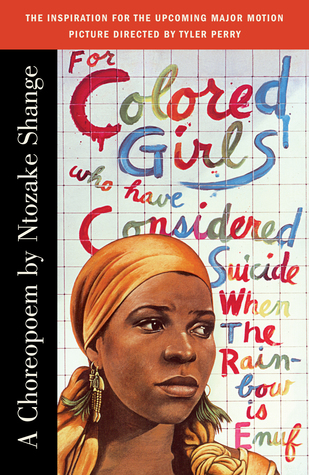 THE INSPIRATION FOR THE UPCOMING MAJOR MOTION
PICTURE DIRECTED BY TYLER PERRY
A Choreopoem by Ntozake Shange
For
Colored
Girls
who have
Considered
Suicide
When
The
Rain-
bow
is
Enuf